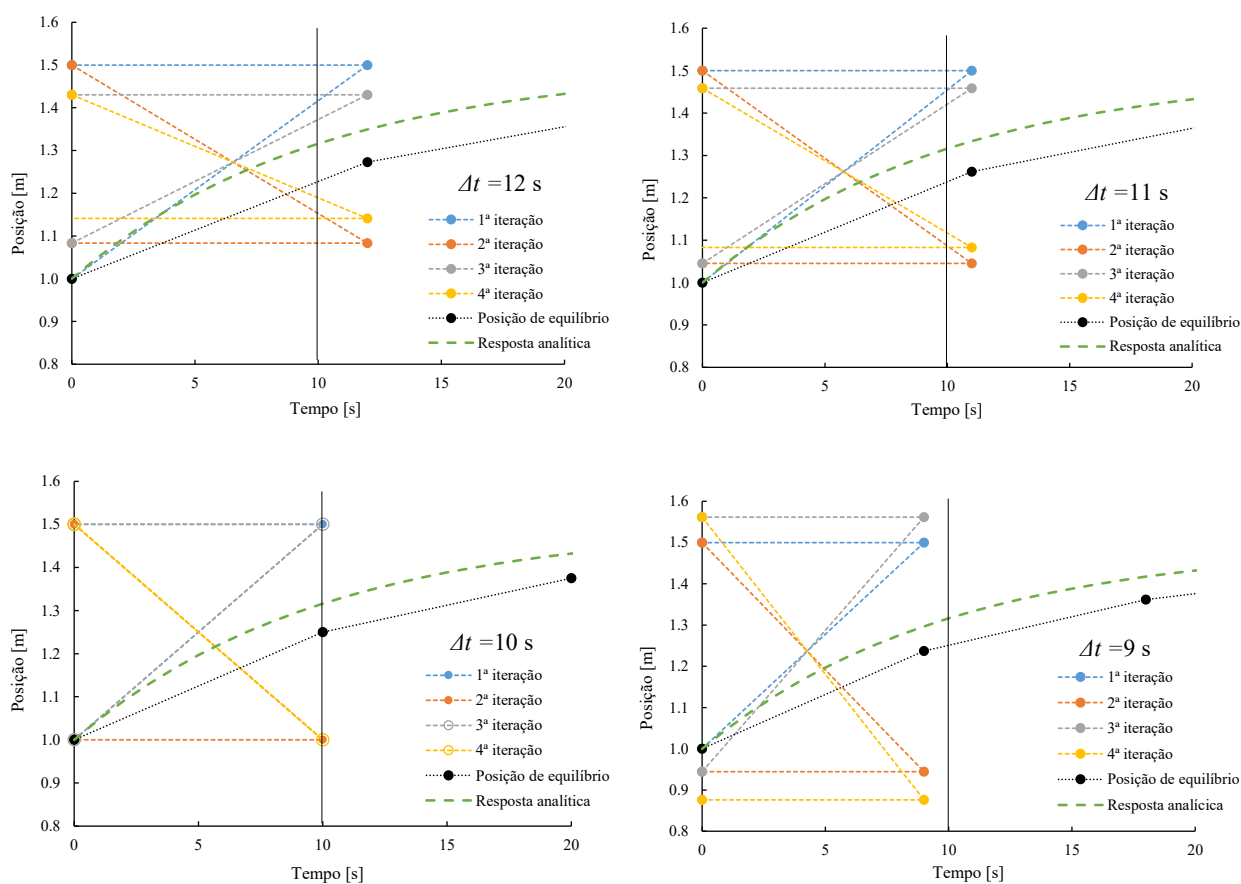 1.6
1.5
1.4
1.3
1.2
1.1
1.0
0.9
0.8
Posição [m]
0
5
10
15
20
Tempo [s]
Δt =12 s
1ª iteração
2ª iteração
3ª iteração
4ª iteração
Posição de equilíbrio
Resposta analítica
1.6
1.5
1.4
1.3
1.2
1.1
1.0
0.9
0.8
Posição [m]
0
5
10
15
20
Tempo [s]
Δt =11 s
1ª iteração
2ª iteração
3ª iteração
4ª iteração
Posição de equilíbrio
Resposta analítica
1.6
1.5
1.4
1.3
1.2
1.1
1.0
0.9
0.8
Posição [m]
0
5
10
15
20
Tempo [s]
Δt =10 s
1ª iteração
2ª iteração
3ª iteração
4ª iteração
Posição de equilíbrio
Resposta analítica
1.6
1.5
1.4
1.3
1.2
1.1
1.0
0.9
0.8
Posição [m]
0
5
10
15
20
Tempo [s]
Δt =9 s
1ª iteração
2ª iteração
3ª iteração
4ª iteração
Posição de equilíbrio
Resposta analícica